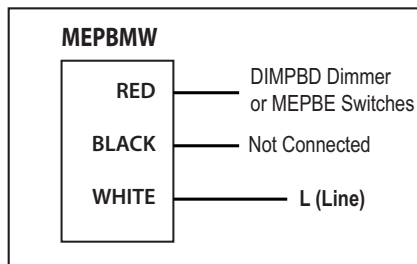 MEPBMW
RED
DIMPBD Dimmer
or MEPBE Switches
BLACK
Not Connected
WHITE
L (Line)